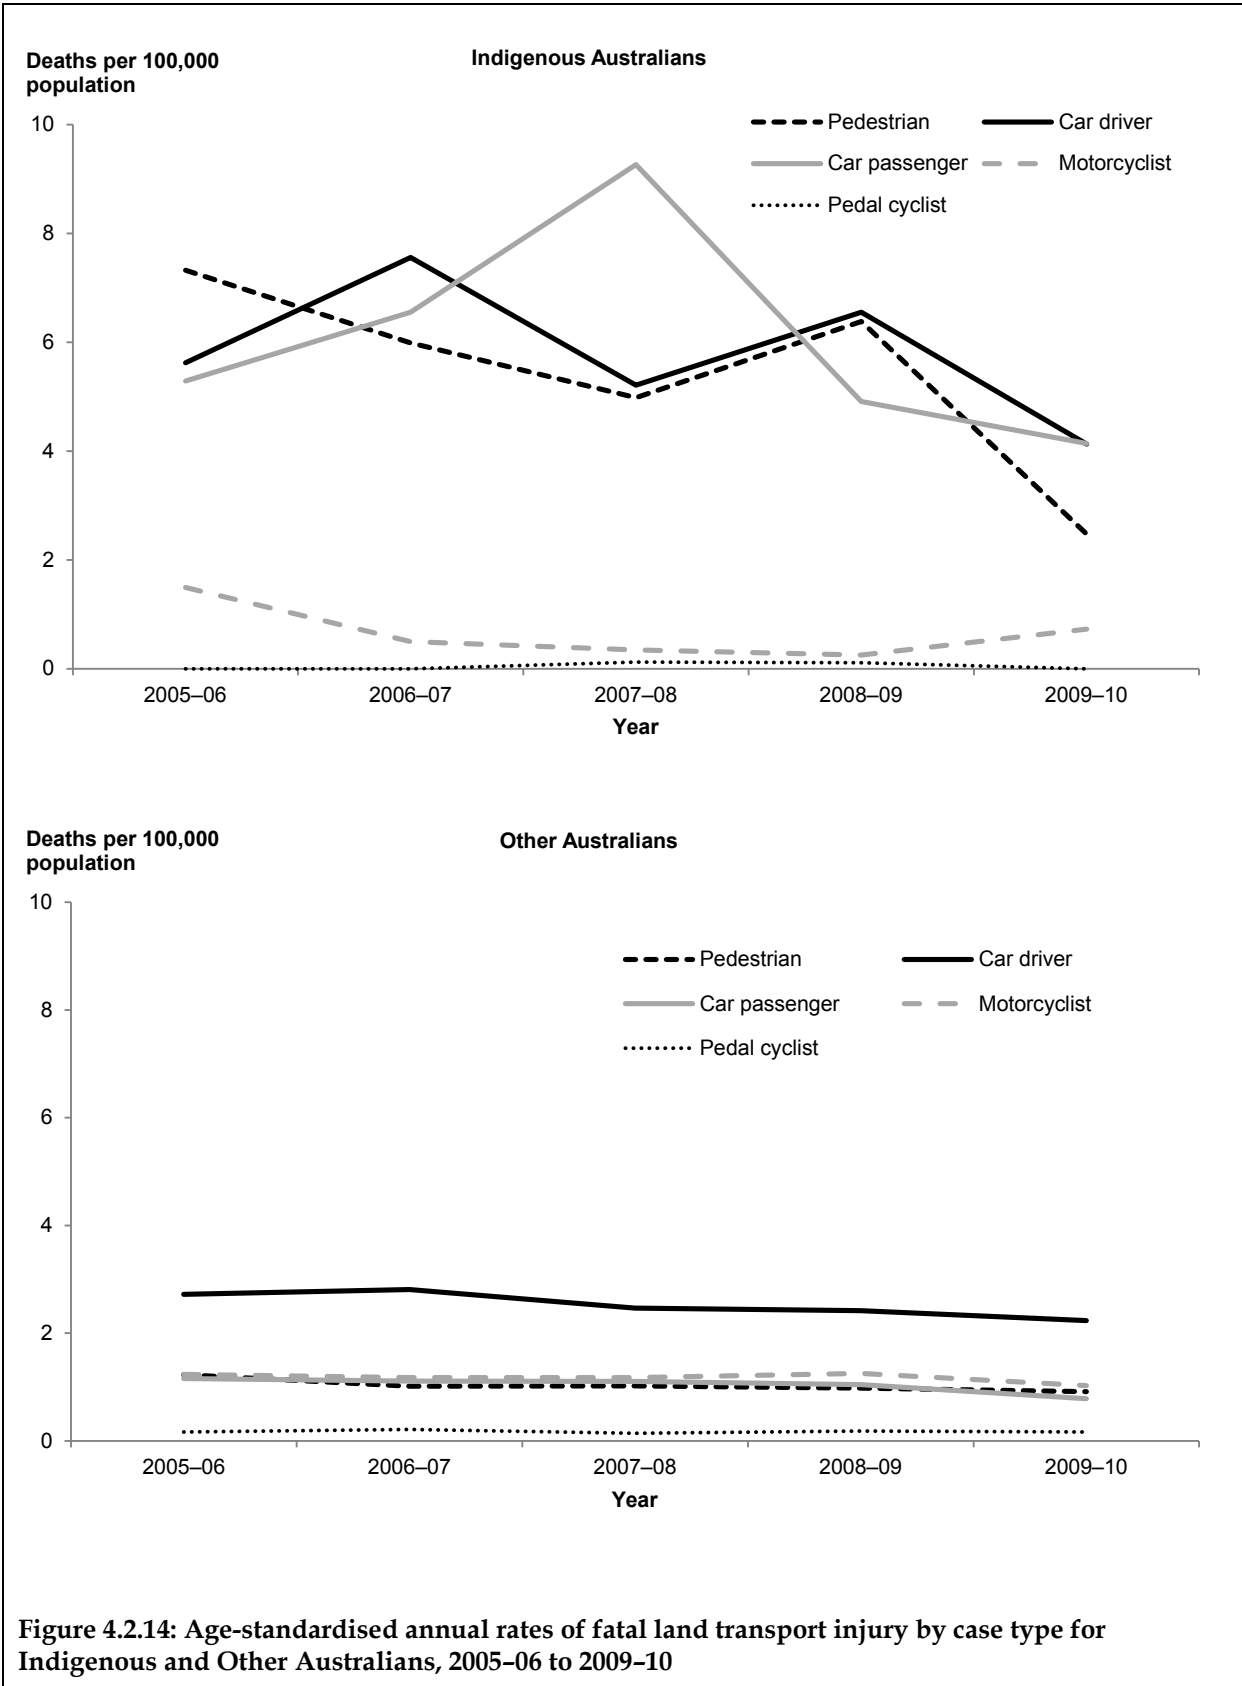 Deaths per 100,000
population
Indigenous Australians
Pedestrian
Car driver
Car passenger
Motorcyclist
Pedal cyclist
10
8
6
4
2
0
2005–06
2006–07
2007–08
2008–09
2009–10
Year
Deaths per 100,000
population
Other Australians
Pedestrian
Car driver
Car passenger
Motorcyclist
Pedal cyclist
10
8
6
4
2
0
2005–06
2006–07
2007–08
2008–09
2009–10
Year
Figure 4.2.14: Age-standardised annual rates of fatal land transport injury by case type for
Indigenous and Other Australians, 2005–06 to 2009–10